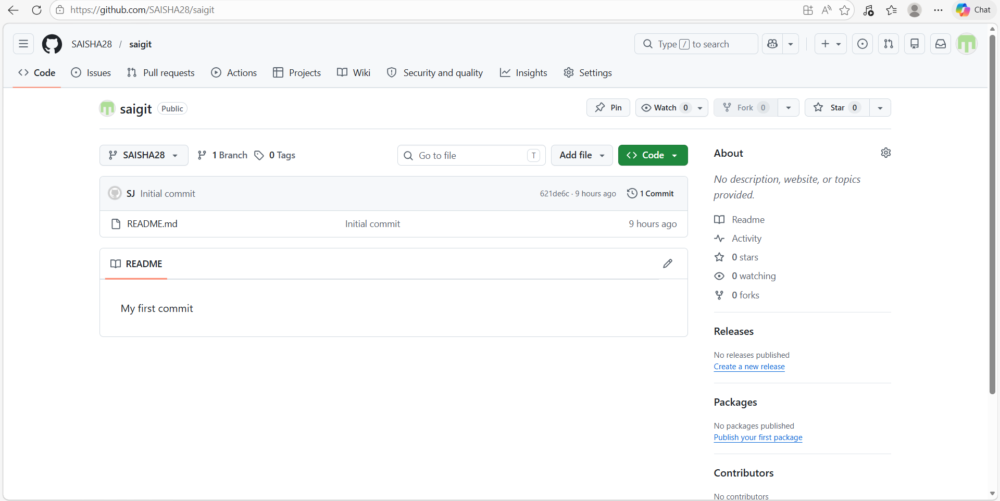 https://github.com/SAISHA28/saigit
Chat
SAISHA28 / saigit
Type / to search
Code Issues Pull requests Actions Projects Wiki Security and quality Insights Settings
saigit Public
Pin Watch 0 Fork 0 Star 0
SAISHA28 1 Branch 0 Tags Go to file T Add file Code
SJ Initial commit 621de6c · 9 hours ago 1 Commit
README.md Initial commit 9 hours ago
README
My first commit
About
No description, website, or topics
provided.
Readme
Activity
0 stars
0 watching
0 forks
Releases
No releases published
Create a new release
Packages
No packages published
Publish your first package
Contributors
No contributors